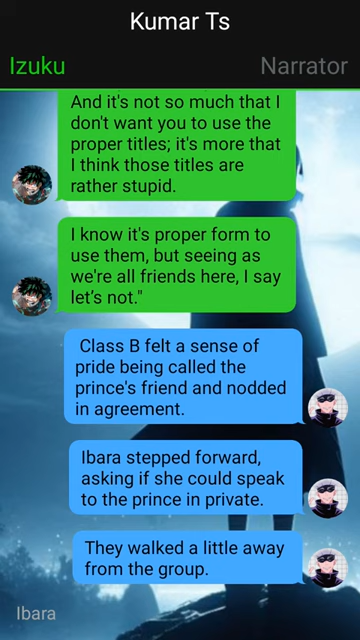 Kumar Ts
Izuku
Narrator
And it's not so much that I
don't want you to use the
proper titles; it's more that
I think those titles are
rather stupid.
I know it's proper form to
use them, but seeing as
we're all friends here, I say
let's not."
Class B felt a sense of
pride being called the
prince's friend and nodded
in agreement.
Ibara stepped forward,
asking if she could speak
to the prince in private.
They walked a little away
from the group.
Ibara